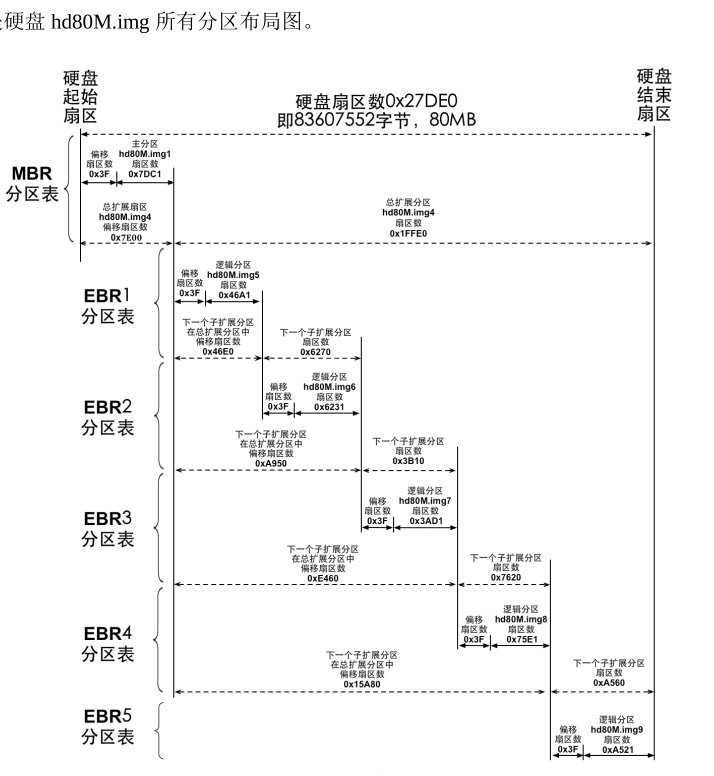 硬盘 hd80M.img 所有分区布局图。
硬盘
起始
扇区
硬盘扇区数0x27DE0
即83607552字节，80MB
硬盘
结束
扇区
MBR
分区表
偏移
扇区数
0x3F
主分区
hd80M.img1
扇区数
0x7DC1
总扩展扇区
hd80M.img4
偏移扇区数
0x7E00
总扩展分区
hd80M.img4
扇区数
0x1FFE0
EBR1
分区表
偏移
扇区数
0x3F
逻辑分区
hd80M.img5
扇区数
0x46A1
下一个子扩展分区
在总扩展分区中
偏移扇区数
0x46E0
下一个子扩展分区
扇区数
0x6270
EBR2
分区表
偏移
扇区数
0x3F
逻辑分区
hd80M.img6
扇区数
0x6231
下一个子扩展分区
在总扩展分区中
偏移扇区数
0xA950
下一个子扩展分区
扇区数
0x3B10
EBR3
分区表
偏移
扇区数
0x3F
逻辑分区
hd80M.img7
扇区数
0x3AD1
下一个子扩展分区
在总扩展分区中
偏移扇区数
0xE460
下一个子扩展分区
扇区数
0x7620
EBR4
分区表
偏移
扇区数
0x3F
逻辑分区
hd80M.img8
扇区数
0x75E1
下一个子扩展分区
在总扩展分区中
偏移扇区数
0x15A80
下一个子扩展分区
扇区数
0xA560
EBR5
分区表
偏移
扇区数
0x3F
逻辑分区
hd80M.img9
扇区数
0xA521